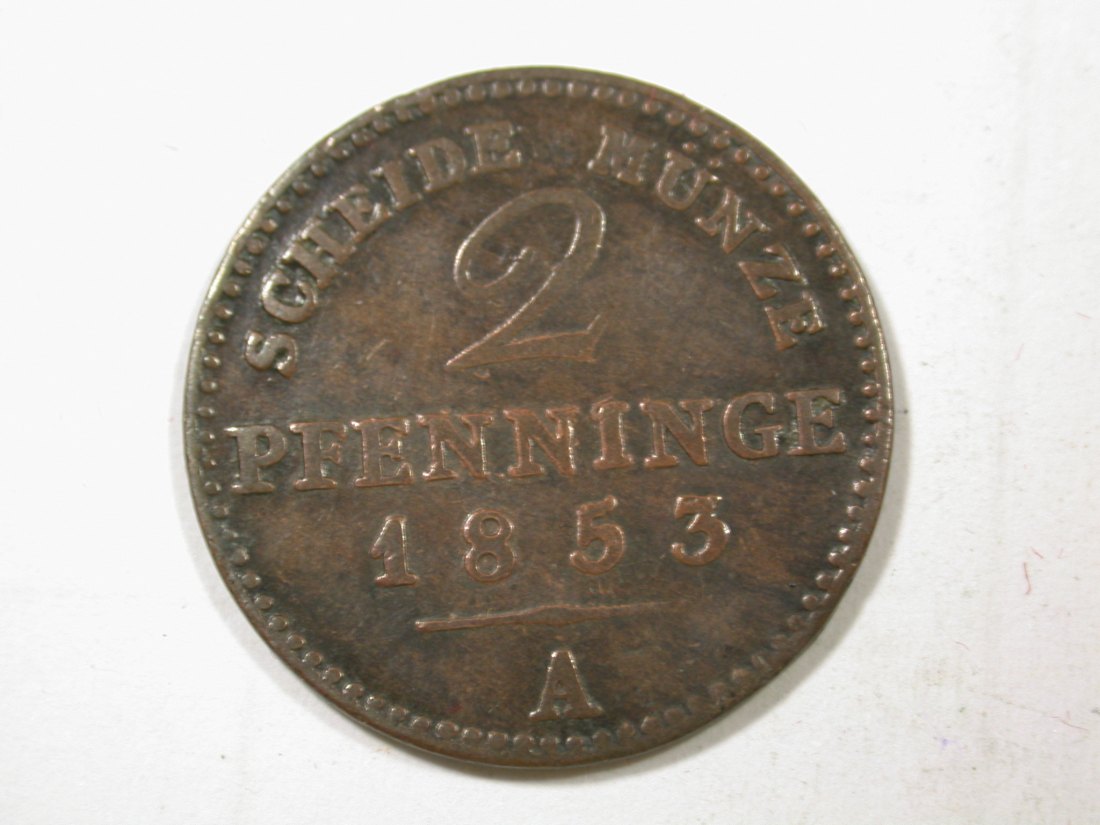 SCHEIDE MÜNZE
2
PFENNINGE
1853
A